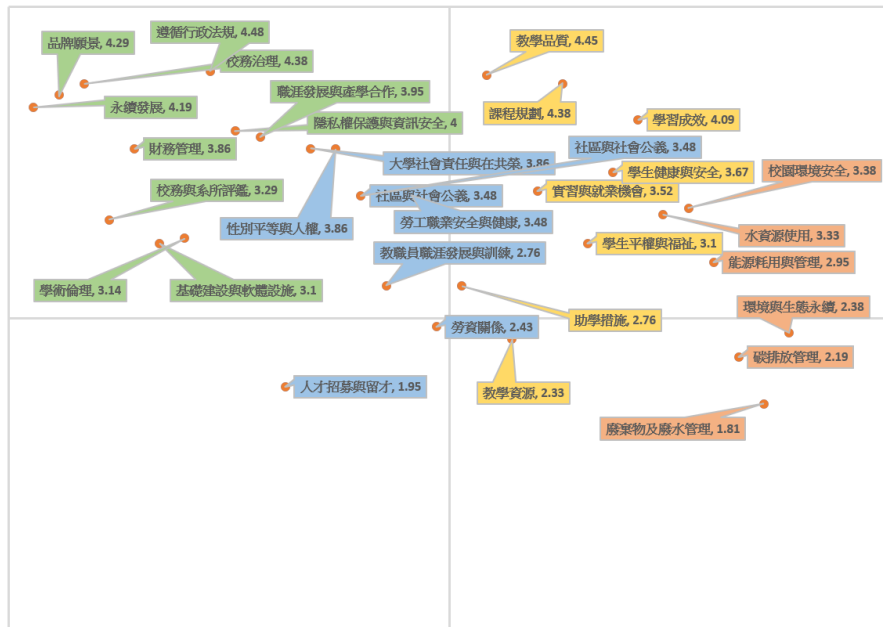 遵循行政法規, 4.48
品牌願景, 4.29
教學品質, 4.45
校務治理, 4.38
職涯發展與產學合作, 3.95
永續發展, 4.19
課程規劃, 4.38
隱私權保護與資訊安全, 4
學習成效, 4.09
財務管理, 3.86
社區與社會公義, 3.48
大學社會責任與在共榮, 3.86
學生健康與安全, 3.67
校園環境安全, 3.38
校務與系所評鑑, 3.29
社區與社會公義, 3.48
實習與就業機會, 3.52
性別平等與人權, 3.86
勞工職業安全與健康, 3.48
水資源使用, 3.33
教職員職涯發展與訓練, 2.76
學生平權與福祉, 3.1
能源耗用與管理, 2.95
學術倫理, 3.14
基礎建設與軟體設施, 3.1
環境與生態永續, 2.38
助學措施, 2.76
勞資關係, 2.43
碳排放管理, 2.19
人才招募與留才, 1.95
教學資源, 2.33
廢棄物及廢水管理, 1.81